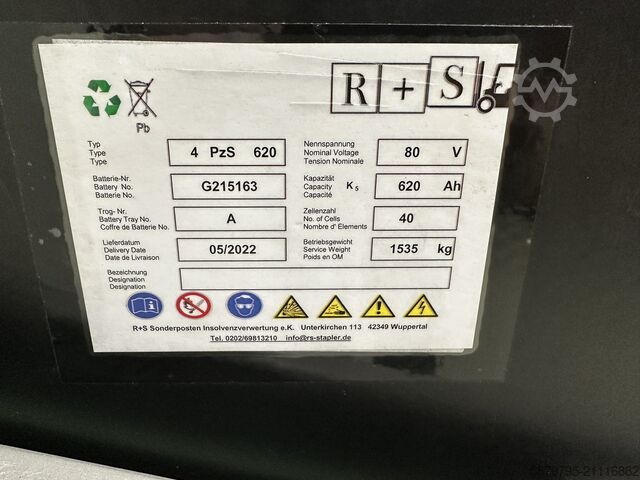 R + S
Pb
Typ
Type
Type
4 PzS 620
Nennspannung
Nominal Voltage
Tension Nominale
80 V
Batterie-Nr.
Battery No.
Batterie No.
G215163
Kapazität
Capacity K5
Capacité
620 Ah
Trog- Nr.
Battery Tray No.
Coffre de Batterie No.
A
Zellenzahl
No. of Cells
Nombre d' Elements
40
Lieferdatum
Delivery Date
Date de Livraison
05/2022
Betriebsgewicht
Service Weight
Poids en OM
1535 kg
Bezeichnung
Designation
Designation
R+S Sonderposten Insolvenzverwertung e.K. Unterkirchen 113 42349 Wuppertal
Tel. 0202/69813210 info@rs-stapler.de